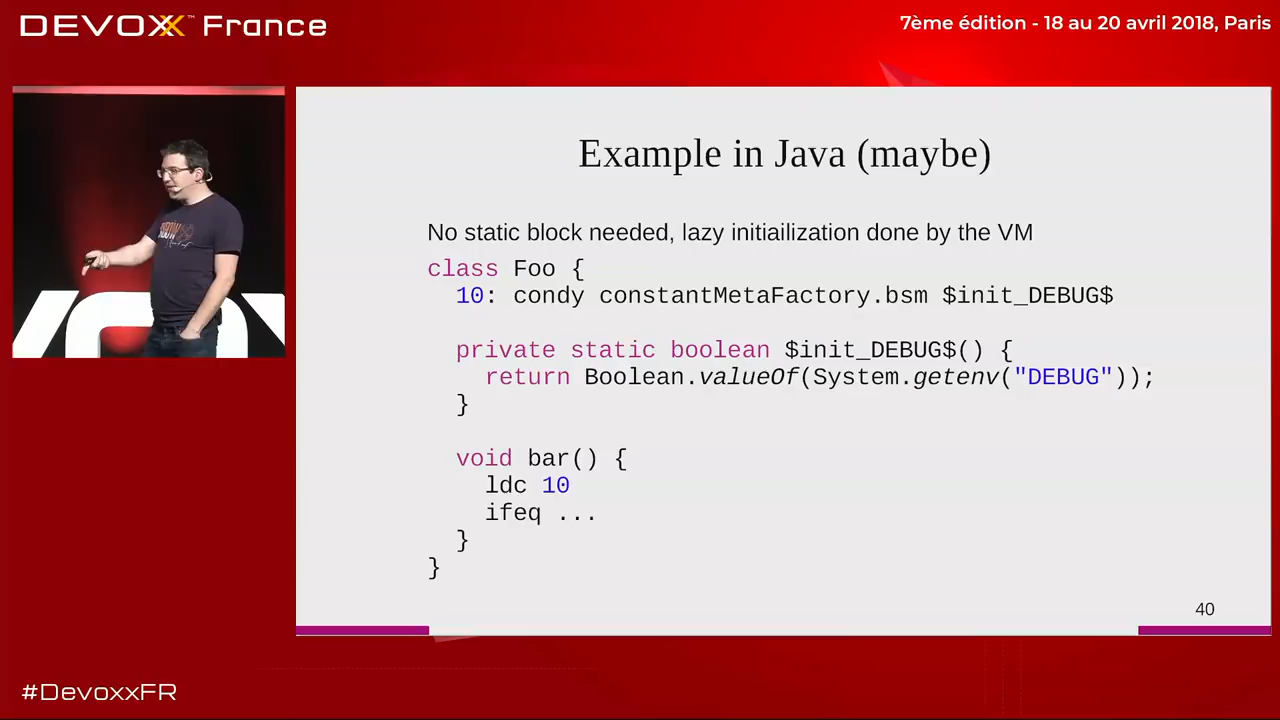 DEVOXX™ France
7ème édition - 18 au 20 avril 2018, Paris
Example in Java (maybe)
No static block needed, lazy initiailization done by the VM
class Foo {
10: condy constantMetaFactory.bsm $init_DEBUG$
private static boolean $init_DEBUG$() {
return Boolean.valueOf(System.getenv("DEBUG"));
}
void bar() {
ldc 10
ifeq ...
}
}
40
#DevoxxFR